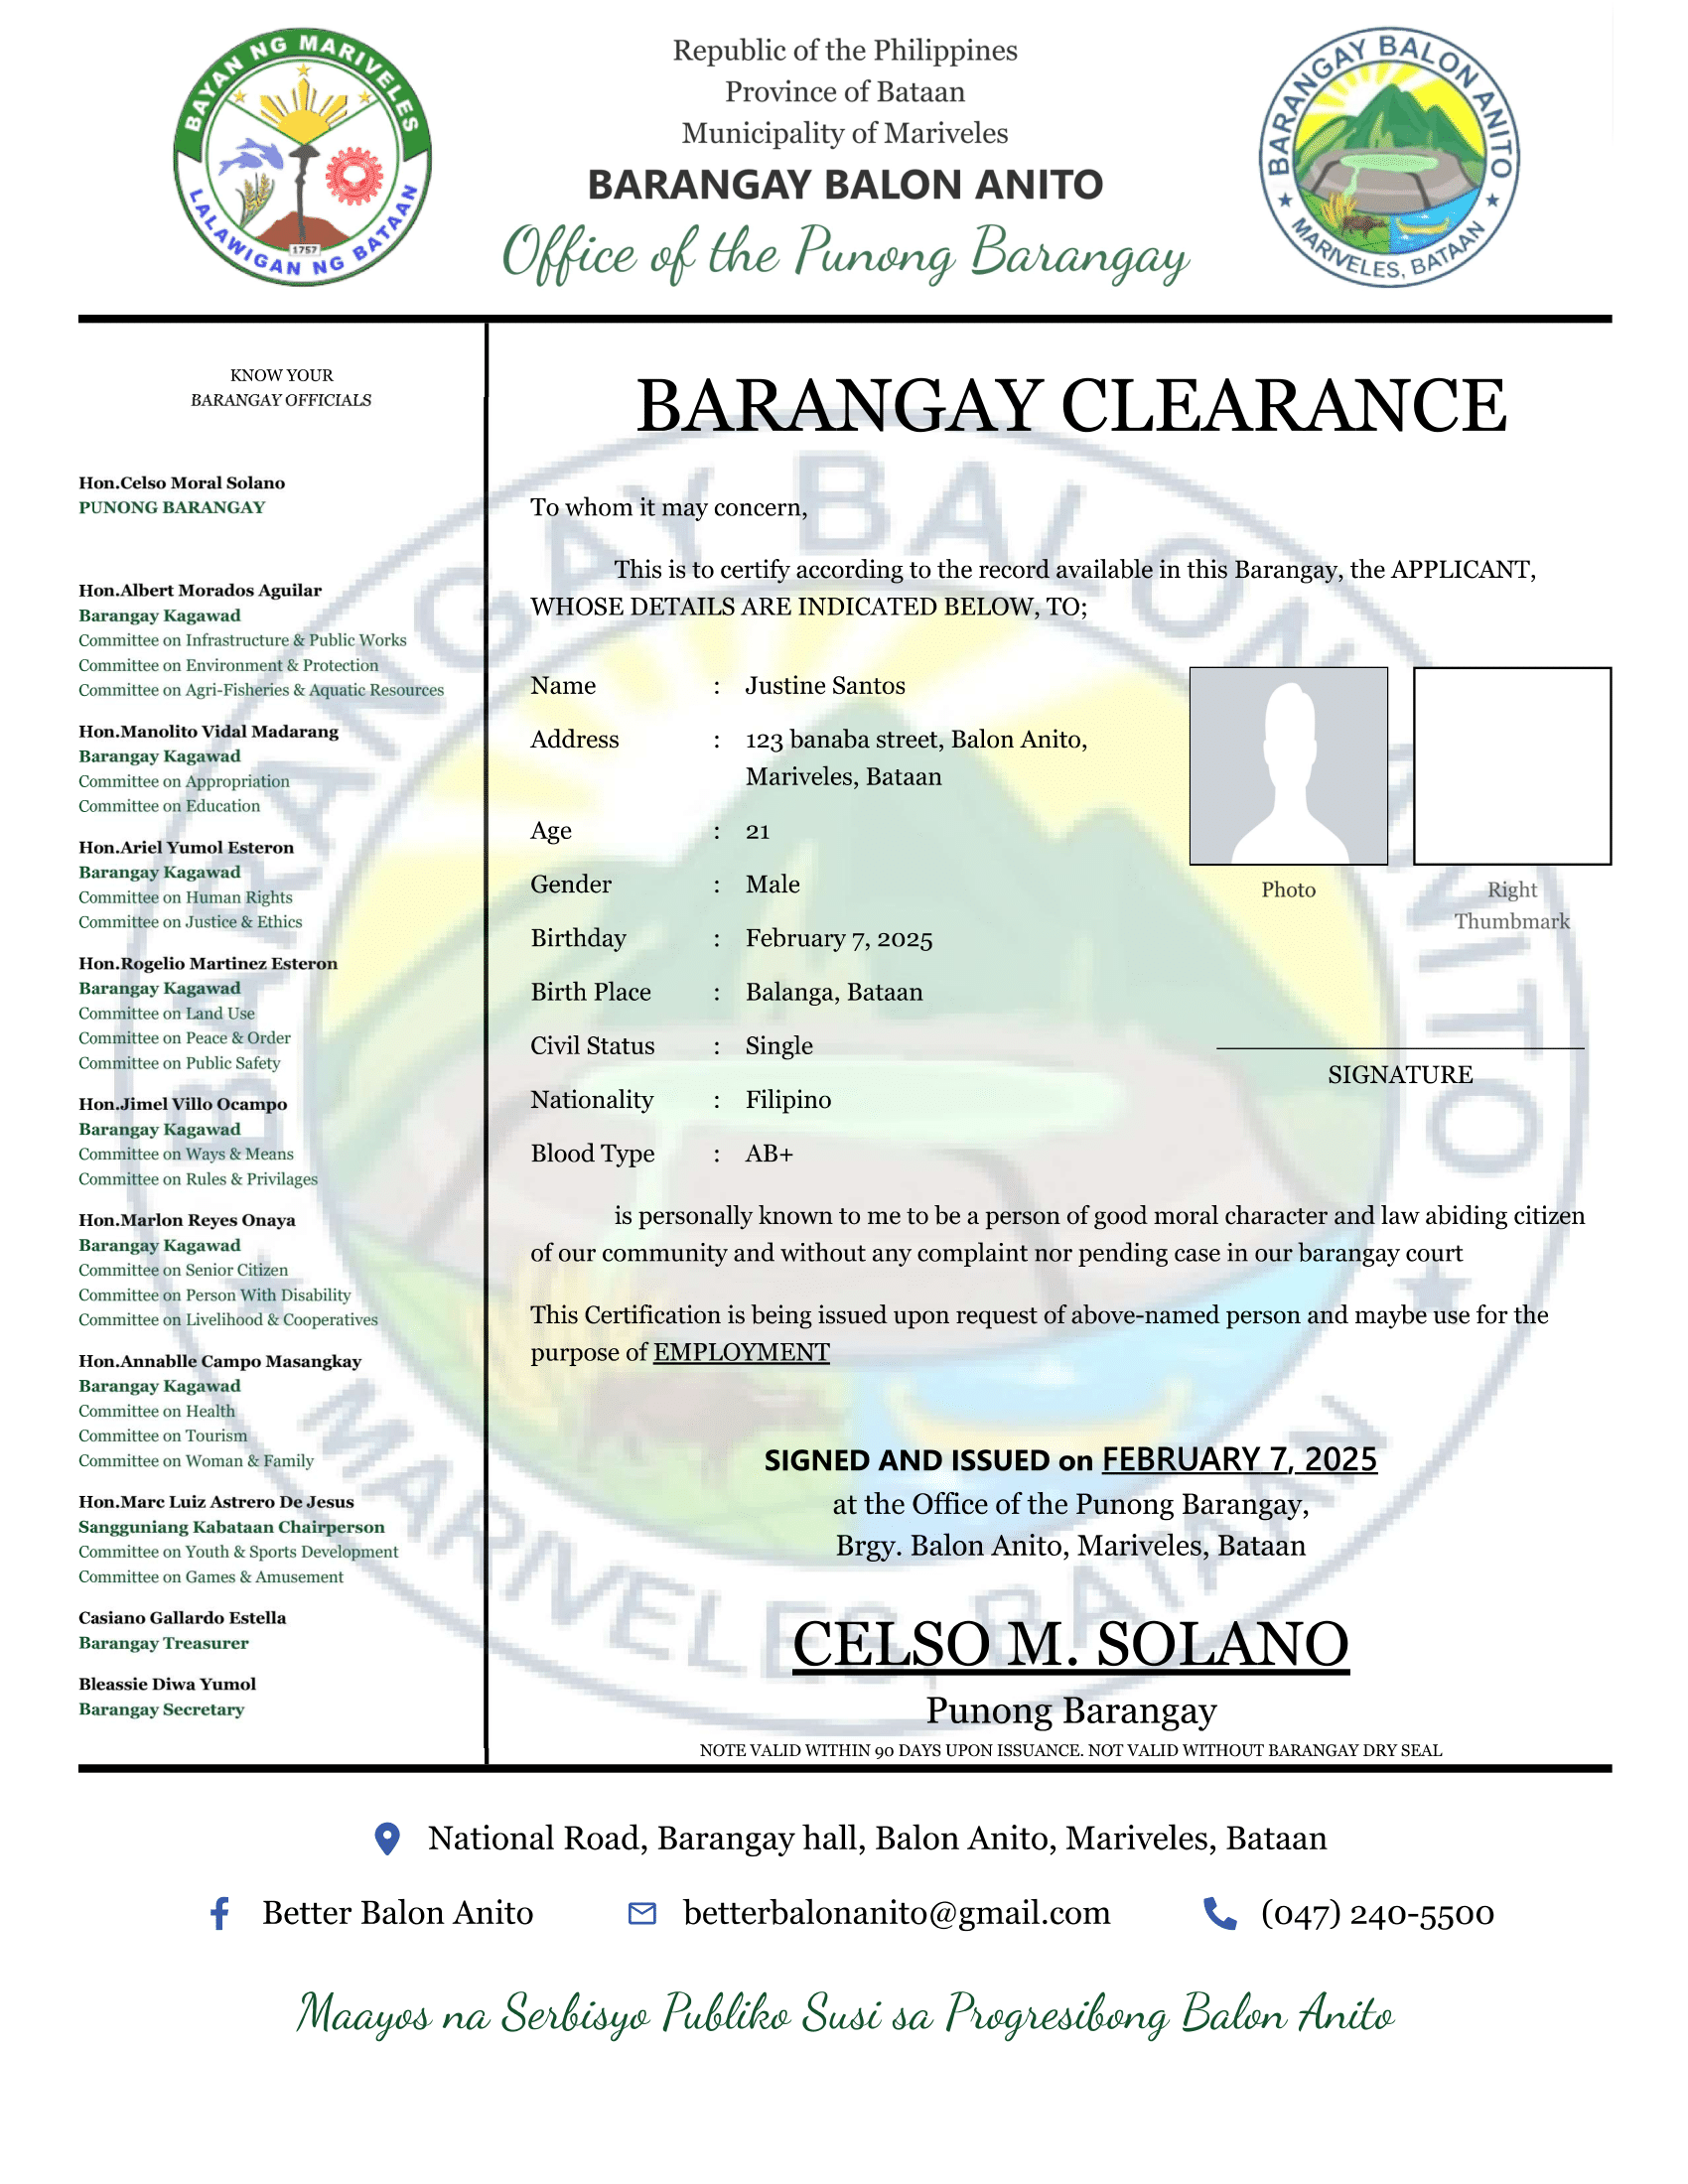 BAYAN NG MARIVELES
LALAWIGAN NG BATAAN
1757
Republic of the Philippines
Province of Bataan
Municipality of Mariveles
BARANGAY BALON ANITO
Office of the Punong Barangay
BARANGAY BALON ANITO
MARIVELES, BATAAN
KNOW YOUR
BARANGAY OFFICIALS
Hon.Celso Moral Solano
PUNONG BARANGAY
Hon.Albert Morados Aguilar
Barangay Kagawad
Committee on Infrastructure & Public Works
Committee on Environment & Protection
Committee on Agri-Fisheries & Aquatic Resources
Hon.Manolito Vidal Madarang
Barangay Kagawad
Committee on Appropriation
Committee on Education
Hon.Ariel Yumol Esteron
Barangay Kagawad
Committee on Human Rights
Committee on Justice & Ethics
Hon.Rogelio Martinez Esteron
Barangay Kagawad
Committee on Land Use
Committee on Peace & Order
Committee on Public Safety
Hon.Jimel Villo Ocampo
Barangay Kagawad
Committee on Ways & Means
Committee on Rules & Privilages
Hon.Marlon Reyes Onaya
Barangay Kagawad
Committee on Senior Citizen
Committee on Person With Disability
Committee on Livelihood & Cooperatives
Hon.Annablle Campo Masangkay
Barangay Kagawad
Committee on Health
Committee on Tourism
Committee on Woman & Family
Hon.Marc Luiz Astrero De Jesus
Sangguniang Kabataan Chairperson
Committee on Youth & Sports Development
Committee on Games & Amusement
Casiano Gallardo Estella
Barangay Treasurer
Bleassie Diwa Yumol
Barangay Secretary
BARANGAY CLEARANCE
To whom it may concern,
This is to certify according to the record available in this Barangay, the APPLICANT,
WHOSE DETAILS ARE INDICATED BELOW, TO;
Name : Justine Santos
Address : 123 banaba street, Balon Anito,
Mariveles, Bataan
Age : 21
Gender : Male
Birthday : February 7, 2025
Birth Place : Balanga, Bataan
Civil Status : Single
Nationality : Filipino
Blood Type : AB+
Photo
Right
Thumbmark
SIGNATURE
is personally known to me to be a person of good moral character and law abiding citizen
of our community and without any complaint nor pending case in our barangay court
This Certification is being issued upon request of above-named person and maybe use for the
purpose of EMPLOYMENT
SIGNED AND ISSUED on FEBRUARY 7, 2025
at the Office of the Punong Barangay,
Brgy. Balon Anito, Mariveles, Bataan
CELSO M. SOLANO
Punong Barangay
NOTE VALID WITHIN 90 DAYS UPON ISSUANCE. NOT VALID WITHOUT BARANGAY DRY SEAL
BARANGAY BALON ANITO
MARIVELES, BATAAN
National Road, Barangay hall, Balon Anito, Mariveles, Bataan
Better Balon Anito
betterbalonanito@gmail.com
(047) 240-5500
Maayos na Serbisyo Publiko Susi sa Progresibong Balon Anito